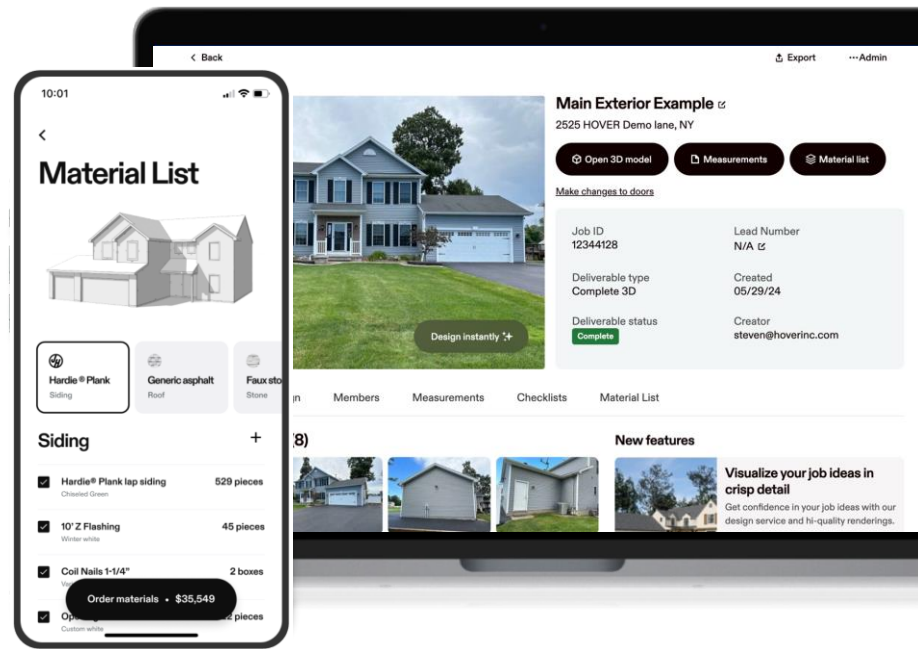 10:01
Material List
Hardie® Plank
Siding
Generic asphalt
Roof
Faux sto
Stone
Siding
+
Hardie® Plank lap siding
529 pieces
Chiseled Green
10' Z Flashing
45 pieces
Winter white
Coil Nails 1-1/4"
2 boxes
Order materials • $35,549
pieces
Custom white
Back
Export
Admin
Main Exterior Example
2525 HOVER Demo lane, NY
Open 3D model
Measurements
Material list
Make changes to doors
Job ID
12344128
Lead Number
N/A
Deliverable type
Complete 3D
Created
05/29/24
Deliverable status
Complete
Creator
steven@hoverinc.com
Design instantly
Members
Measurements
Checklists
Material List
(8)
New features
Visualize your job ideas in
crisp detail
Get confidence in your job ideas with our
design service and hi-quality renderings.